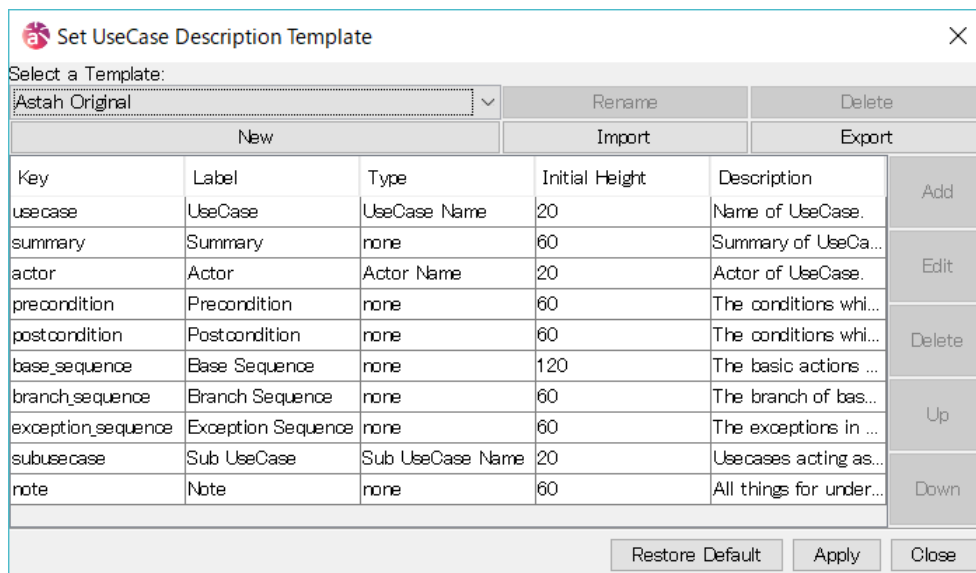 Set UseCase Description Template
Select a Template:
Astah Original Rename Delete
New Import Export
Key Label Type Initial Height Description
usecase UseCase UseCase Name 20 Name of UseCase.
summary Summary none 60 Summary of UseCa...
actor Actor Actor Name 20 Actor of UseCase.
precondition Precondition none 60 The conditions whi...
postcondition Postcondition none 60 The conditions whi...
base_sequence Base Sequence none 120 The basic actions ...
branch_sequence Branch Sequence none 60 The branch of bas...
exception_sequence Exception Sequence none 60 The exceptions in ...
subusecase Sub UseCase Sub UseCase Name 20 Usecases acting as...
note Note none 60 All things for under...
Add
Edit
Delete
Up
Down
Restore Default Apply Close